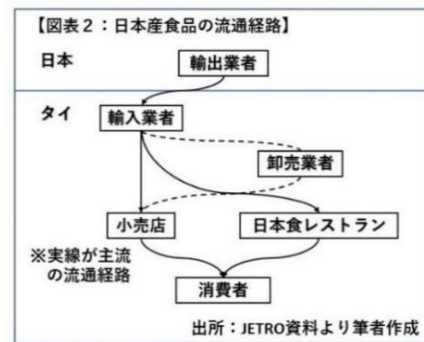 【図表2：日本産食品の流通経路】
日本
輸出業者
タイ
輸入業者
卸売業者
小売店
日本食レストラン
※実線が主流
の流通経路
消費者
出所：JETRO資料より筆者作成